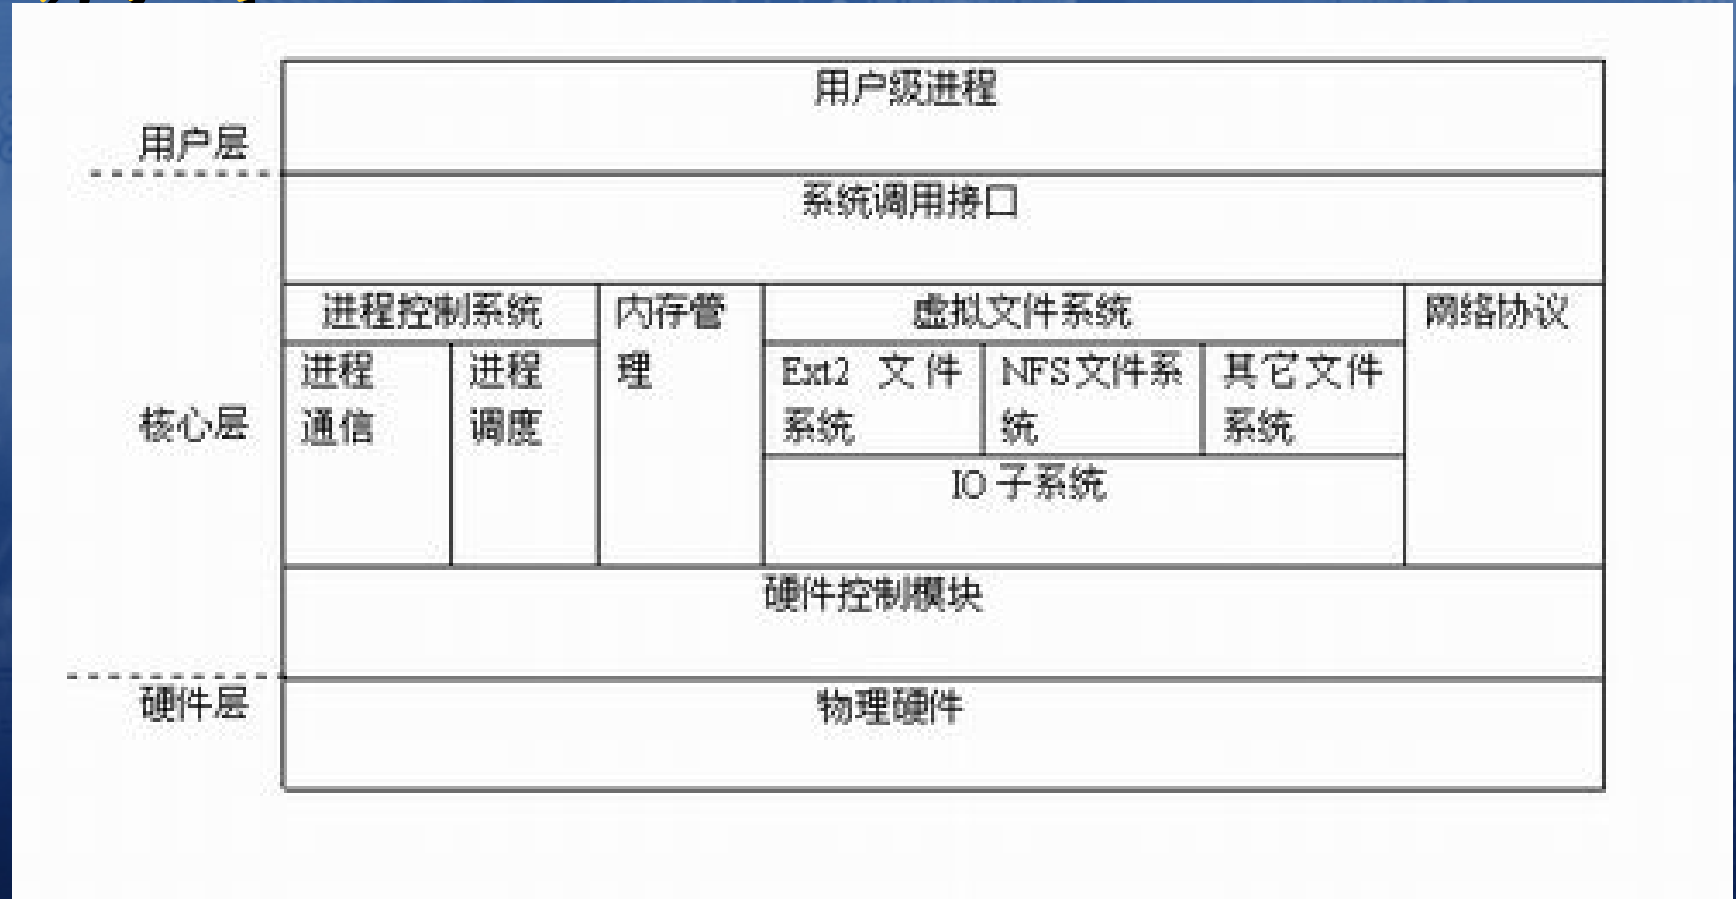 用户级进程
用户层
系统调用接口
进程控制系统
内存管
理
虚拟文件系统
网络协议
进程
通信
进程
调度
Ext2 文件
系统
NFS文件系
统
其它文件
系统
核心层
IO 子系统
硬件控制模块
硬件层
物理硬件